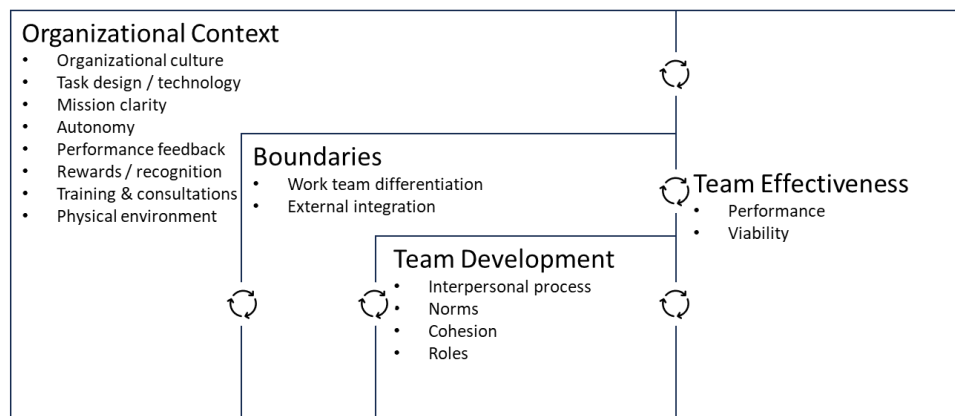 Organizational Context
• Organizational culture
• Task design / technology
• Mission clarity
• Autonomy
• Performance feedback
• Rewards / recognition
• Training & consultations
• Physical environment
Boundaries
• Work team differentiation
• External integration
Team Development
• Interpersonal process
• Norms
• Cohesion
• Roles
Team Effectiveness
• Performance
• Viability